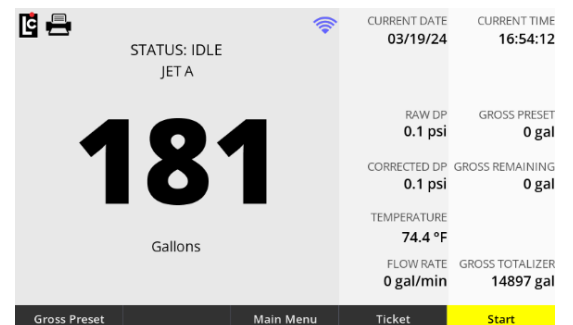 LC
STATUS: IDLE
JET A
181
Gallons
CURRENT DATE
03/19/24
CURRENT TIME
16:54:12
RAW DP
0.1 psi
GROSS PRESET
0 gal
CORRECTED DP
0.1 psi
GROSS REMAINING
0 gal
TEMPERATURE
74.4 °F
FLOW RATE
0 gal/min
GROSS TOTALIZER
14897 gal
Gross Preset
Main Menu
Ticket
Start